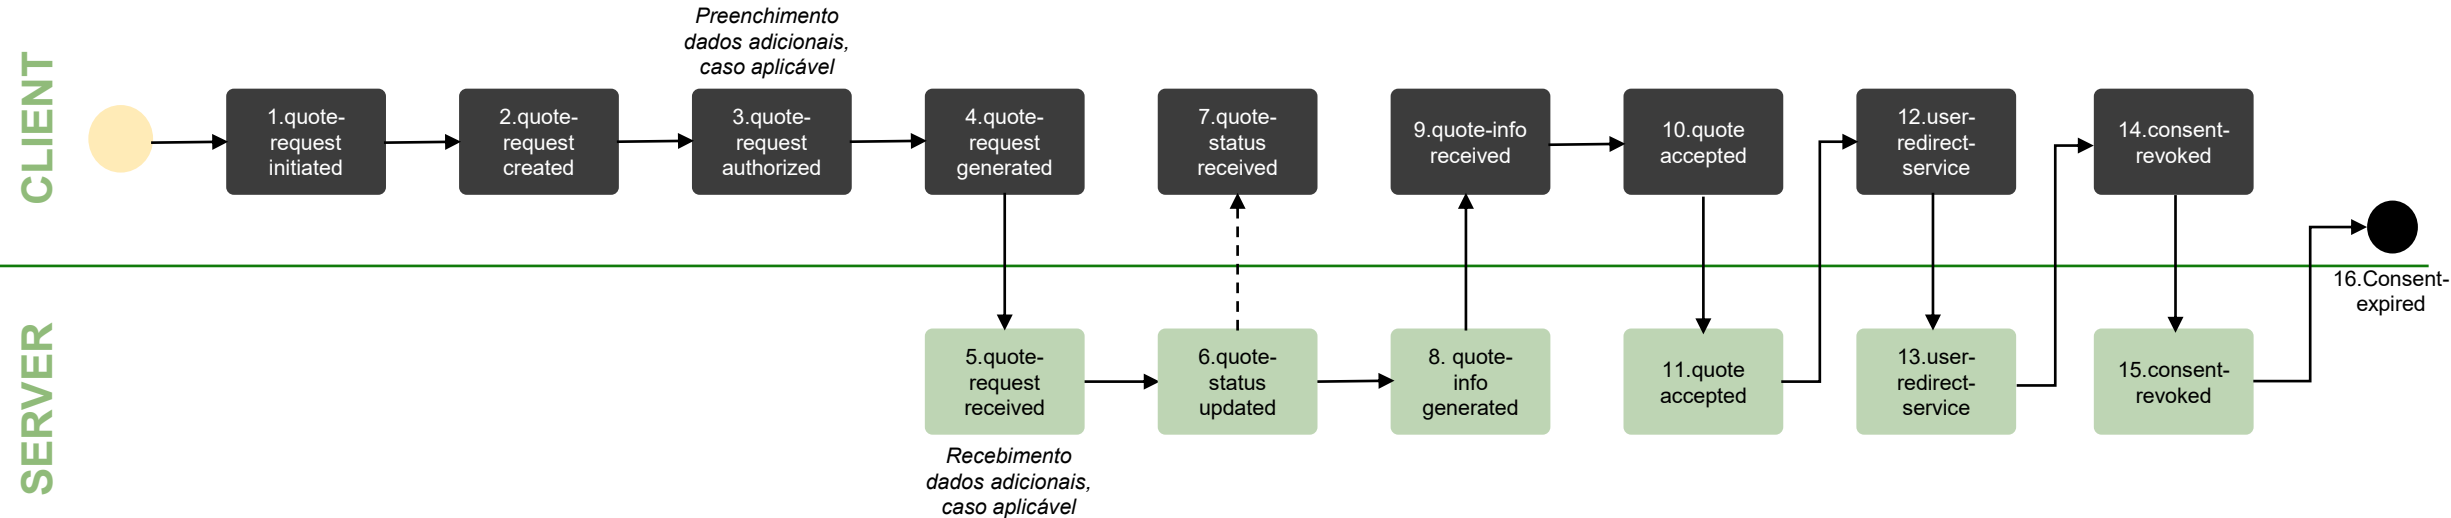 CLIENT
Preenchimento
dados adicionais,
caso aplicável
1.quote-
request
initiated
2.quote-
request
created
3.quote-
request
authorized
4.quote-
request
generated
7.quote-
status
received
9.quote-info
received
10.quote
accepted
12.user-
redirect-
service
14.consent-
revoked
16.Consent-
expired
SERVER
5.quote-
request
received
Recebimento
dados adicionais,
caso aplicável
6.quote-
status
updated
8. quote-
info
generated
11.quote
accepted
13.user-
redirect-
service
15.consent-
revoked